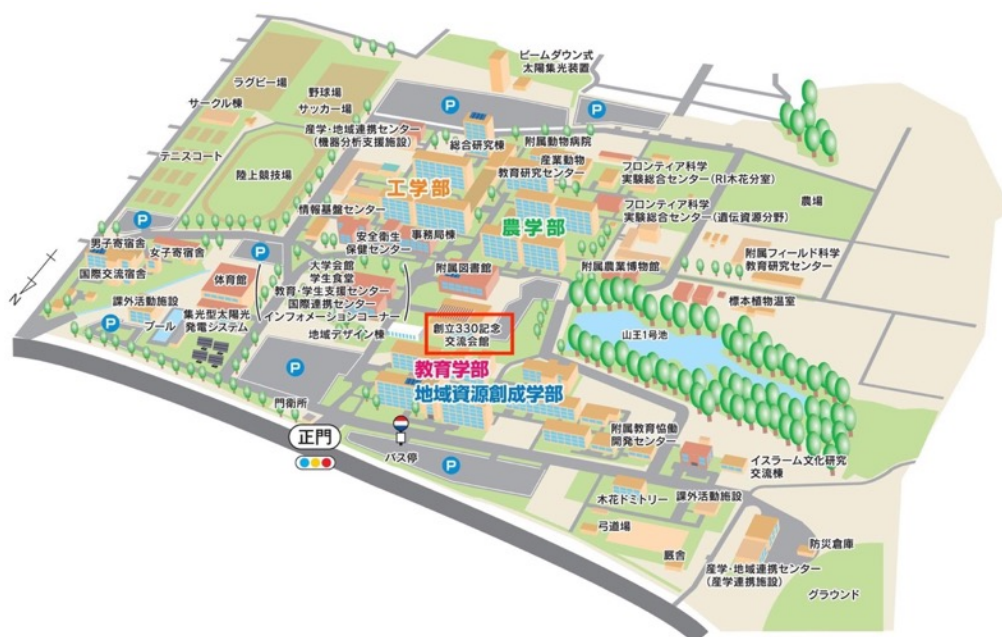 ビームダウン式
太陽集光装置
ラグビー場
野球場
サッカー場
サークル棟
P
P
産学・地域連携センター
(機器分析支援施設)
総合研究棟
附属動物病院
テニスコート
産業動物
教育研究センター
フロンティア科学
実験総合センター(RI木花分室)
陸上競技場
工学部
農場
情報基盤センター
農学部
フロンティア科学
実験総合センター(遺伝資源分野)
P
安全衛生
保健センター
事務局棟
男子寄宿舎
女子寄宿舎
P
附属フィールド科学
教育研究センター
国際交流宿舎
体育館
大学会館
学生食堂
教育・学生支援センター
国際連携センター
インフォメーションコーナー
附属図書館
附属農業博物館
N
課外活動施設
標本植物温室
P
プール
集光型太陽光
発電システム
地域デザイン棟
創立330記念
交流会館
山王1号池
P
教育学部
地域資源創成学部
門衛所
正門
バス停
P
附属教育協働
開発センター
イスラーム文化研究
交流棟
木花ドミトリー
課外活動施設
弓道場
厩舎
防災倉庫
産学・地域連携センター
(産学連携施設)
グラウンド